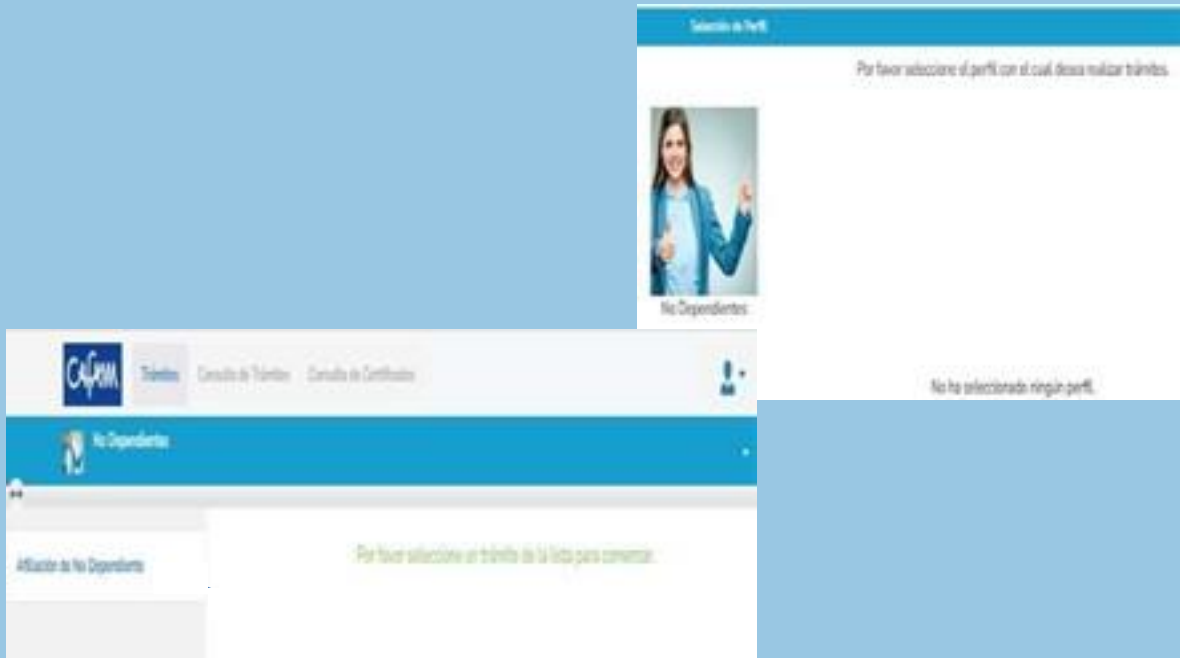 Selección de Perfil
Por favor seleccione el perfil con el cual desea realizar trámites.
No Dependientes
No ha seleccionado ningún perfil.
Cafam Trámites Consulta de Trámites Consulta de Certificados
No Dependientes
Afiliación de No Dependiente
Por favor seleccione un trámite de la lista para comenzar.